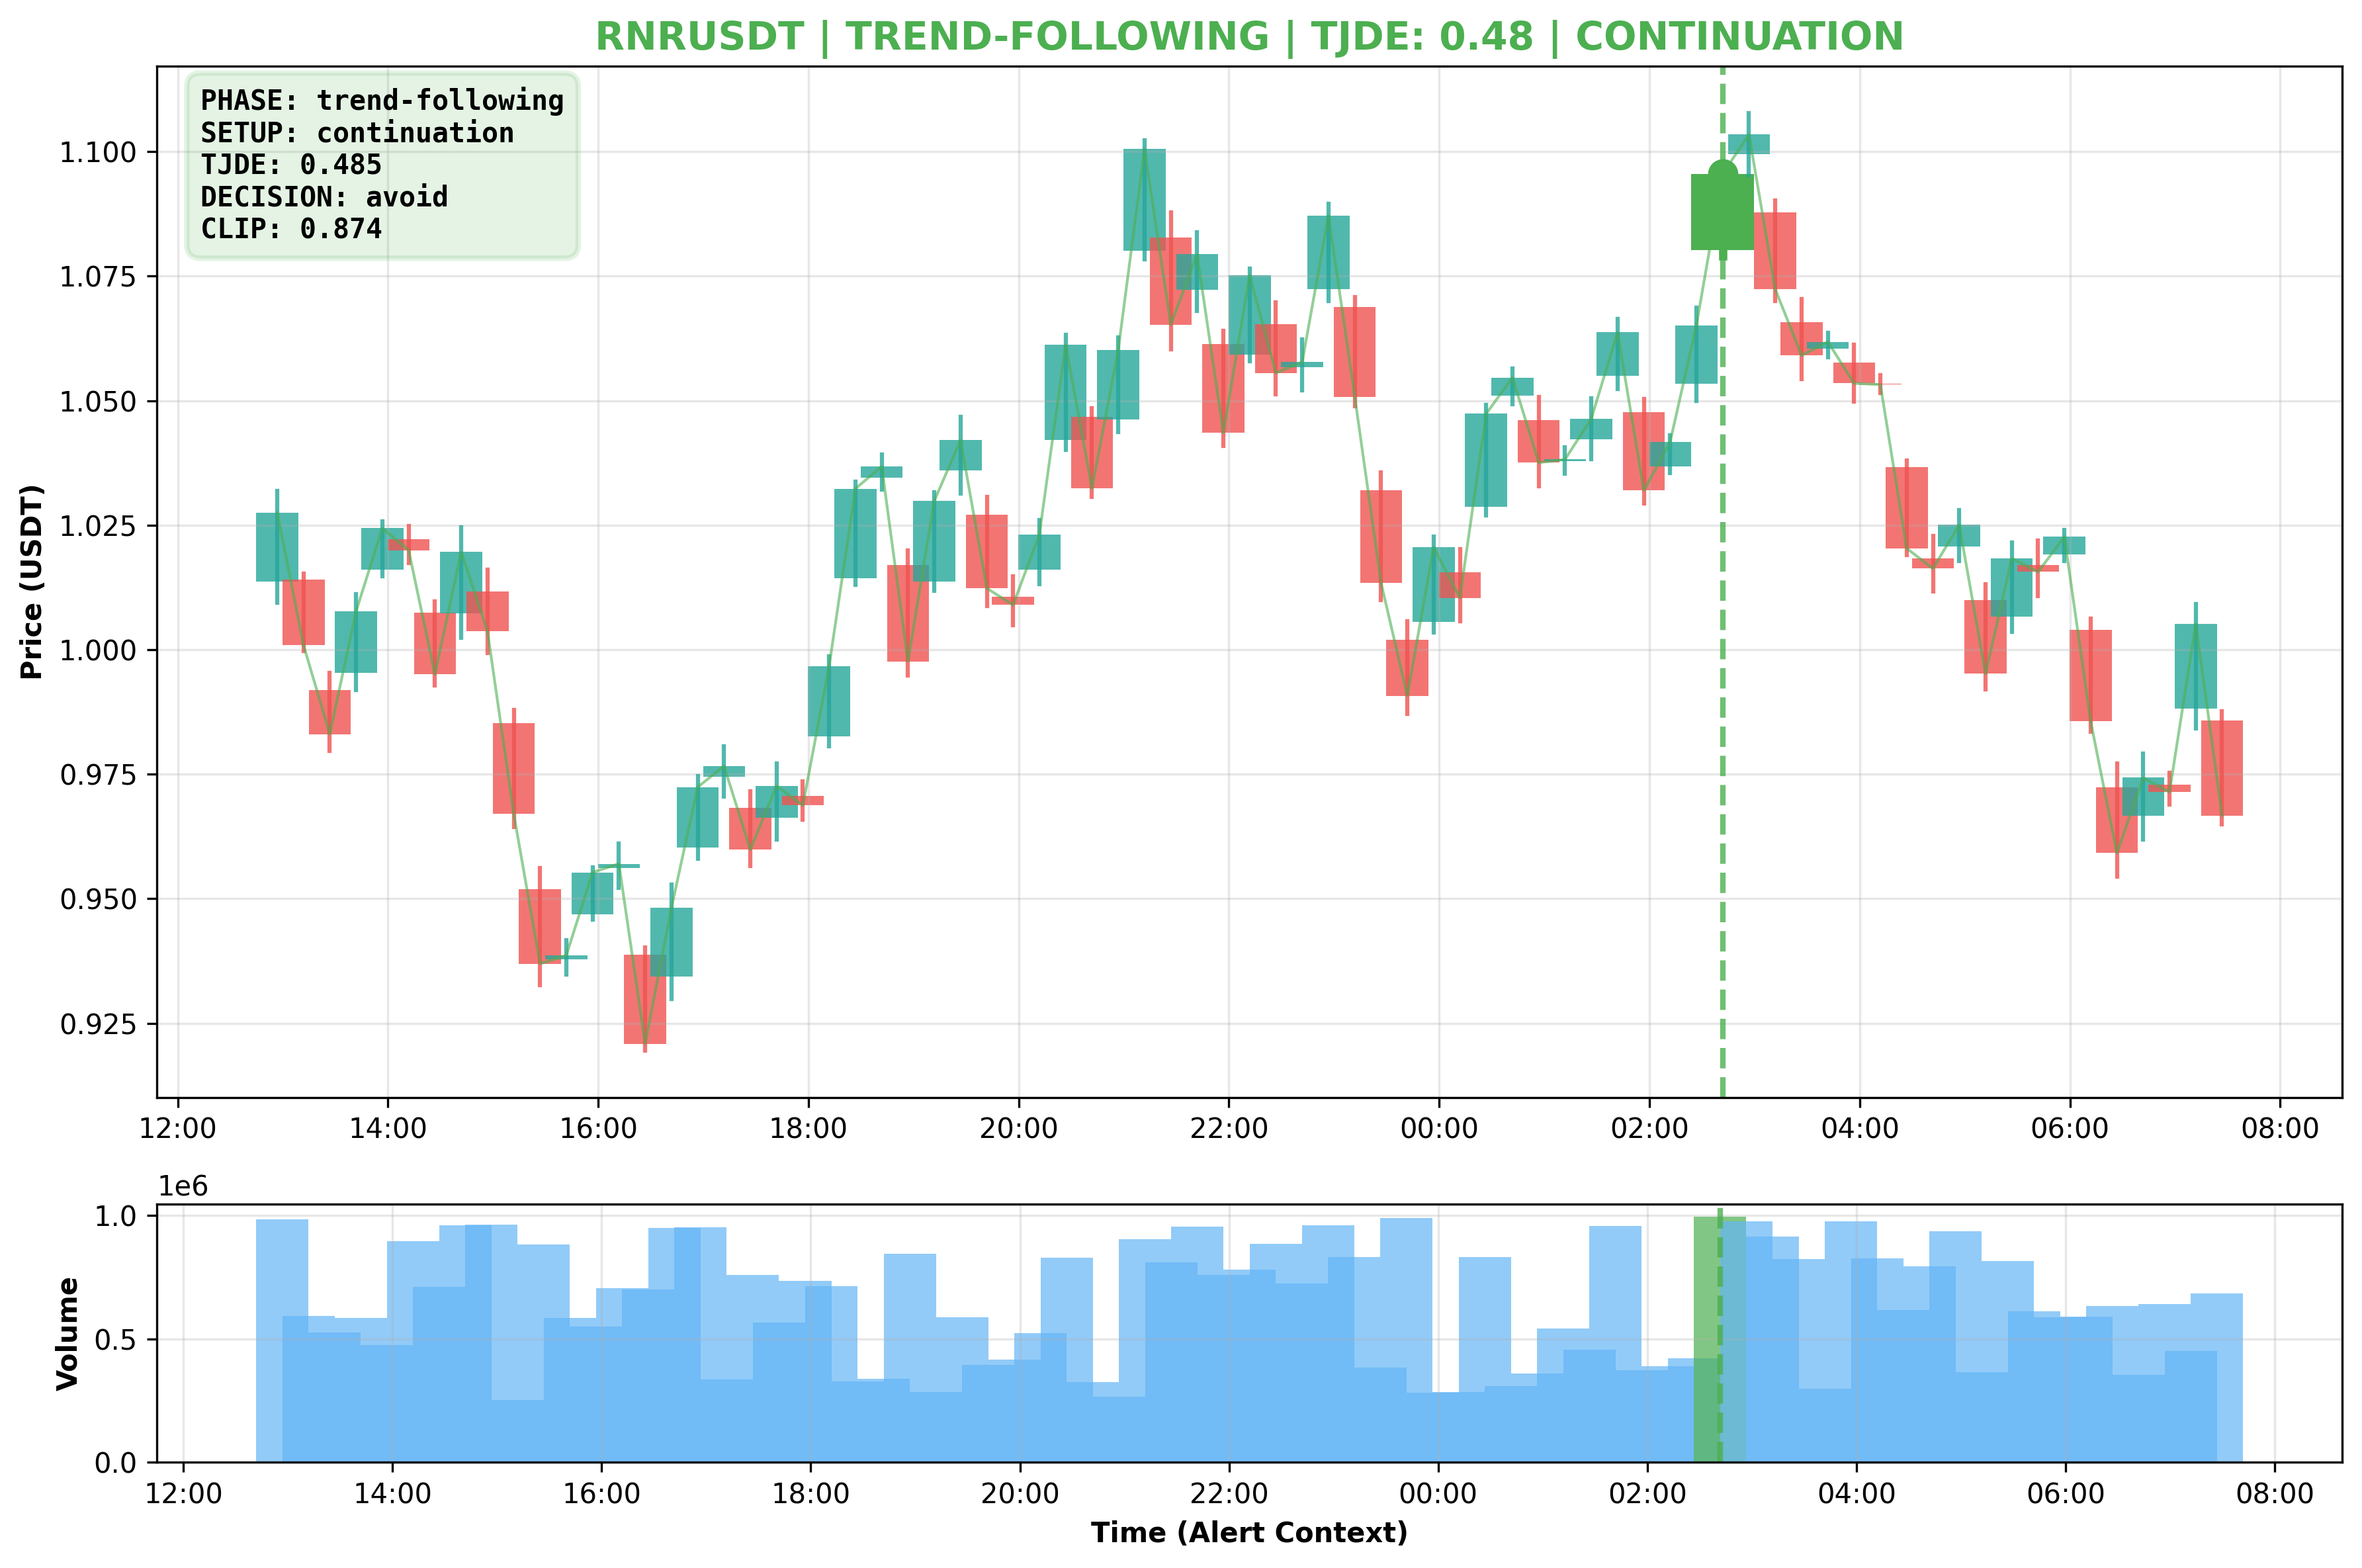 RNRUSDT | TREND-FOLLOWING | TJDE: 0.48 | CONTINUATION
PHASE: trend-following
SETUP: continuation
TJDE: 0.485
DECISION: avoid
CLIP: 0.874
Price (USDT)
1.100
1.075
1.050
1.025
1.000
0.975
0.950
0.925
12:00 14:00 16:00 18:00 20:00 22:00 00:00 02:00 04:00 06:00 08:00
1e6
Volume
1.0
0.5
0.0
12:00 14:00 16:00 18:00 20:00 22:00 00:00 02:00 04:00 06:00 08:00
Time (Alert Context)